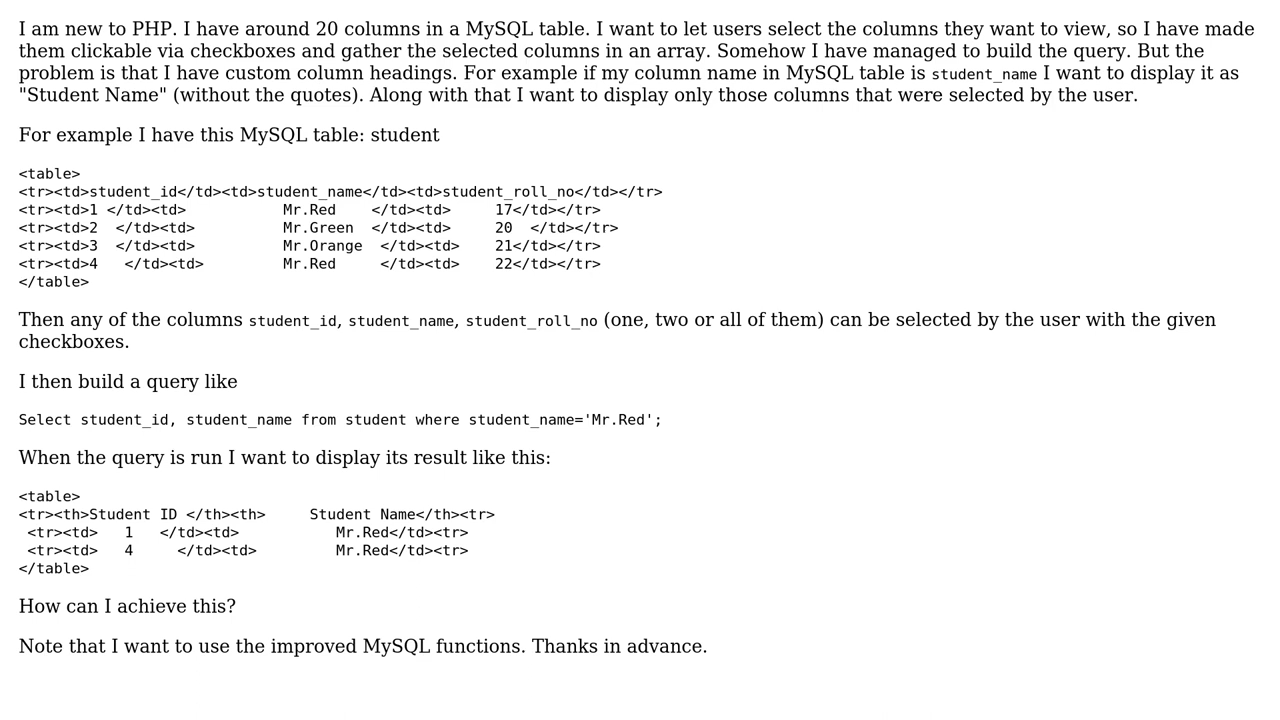 I am new to PHP. I have around 20 columns in a MySQL table. I want to let users select the columns they want to view, so I have made
them clickable via checkboxes and gather the selected columns in an array. Somehow I have managed to build the query. But the
problem is that I have custom column headings. For example if my column name in MySQL table is student_name I want to display it as
"Student Name" (without the quotes). Along with that I want to display only those columns that were selected by the user.
For example I have this MySQL table: student
<table>
<tr><td>student_id</td><td>student_name</td><td>student_roll_no</td></tr>
<tr><td>1 </td><td>           Mr.Red    </td><td>     17</td></tr>
<tr><td>2  </td><td>          Mr.Green  </td><td>     20  </td></tr>
<tr><td>3  </td><td>          Mr.Orange  </td><td>    21</td></tr>
<tr><td>4   </td><td>         Mr.Red     </td><td>    22</td></tr>
</table>
Then any of the columns student_id, student_name, student_roll_no (one, two or all of them) can be selected by the user with the given
checkboxes.
I then build a query like
Select student_id, student_name from student where student_name='Mr.Red';
When the query is run I want to display its result like this:
<table>
<tr><th>Student ID </th><th>     Student Name</th><tr>
 <tr><td>   1   </td><td>           Mr.Red</td><tr>
 <tr><td>   4     </td><td>         Mr.Red</td><tr>
</table>
How can I achieve this?
Note that I want to use the improved MySQL functions. Thanks in advance.